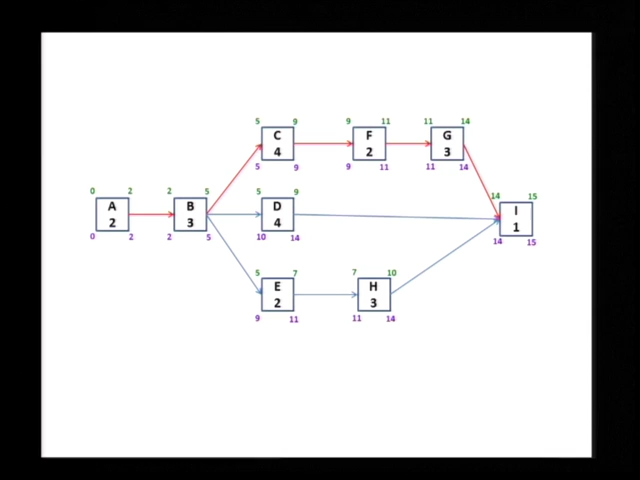 5 9 9 11 11 14
C F G
4 2 3
5 9 9 11 11 14
0 2 2 5 5 9 14 15
A B D I
2 3 4 1
0 2 2 5 10 14 14 15
5 7 7 10
E H
2 3
9 11 11 14